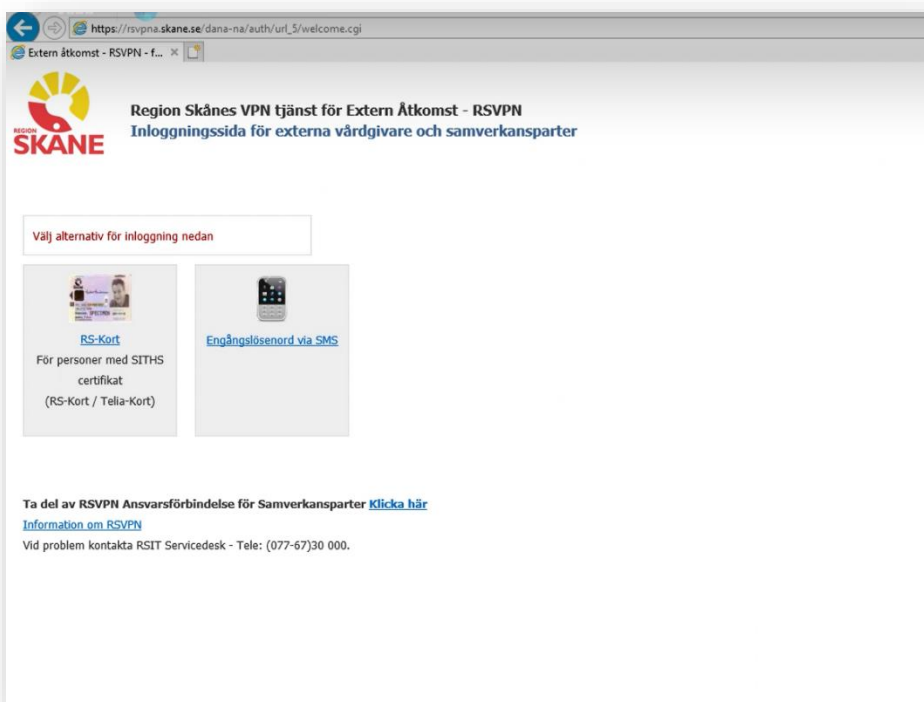 https://rsvpna.skane.se/dana-na/auth/url_5/welcome.cgi
Extern åtkomst - RSVPN - f...
REGION
SKÅNE
Region Skånes VPN tjänst för Extern Åtkomst - RSVPN
Inloggningssida för externa vårdgivare och samverkansparter
Välj alternativ för inloggning nedan
SPECIMEN
RS-Kort
För personer med SITHS
certifikat
(RS-Kort / Telia-Kort)
Engångslösenord via SMS
Ta del av RSVPN Ansvarsförbindelse för Samverkansparter Klicka här
Information om RSVPN
Vid problem kontakta RSIT Servicedesk - Tele: (077-67)30 000.